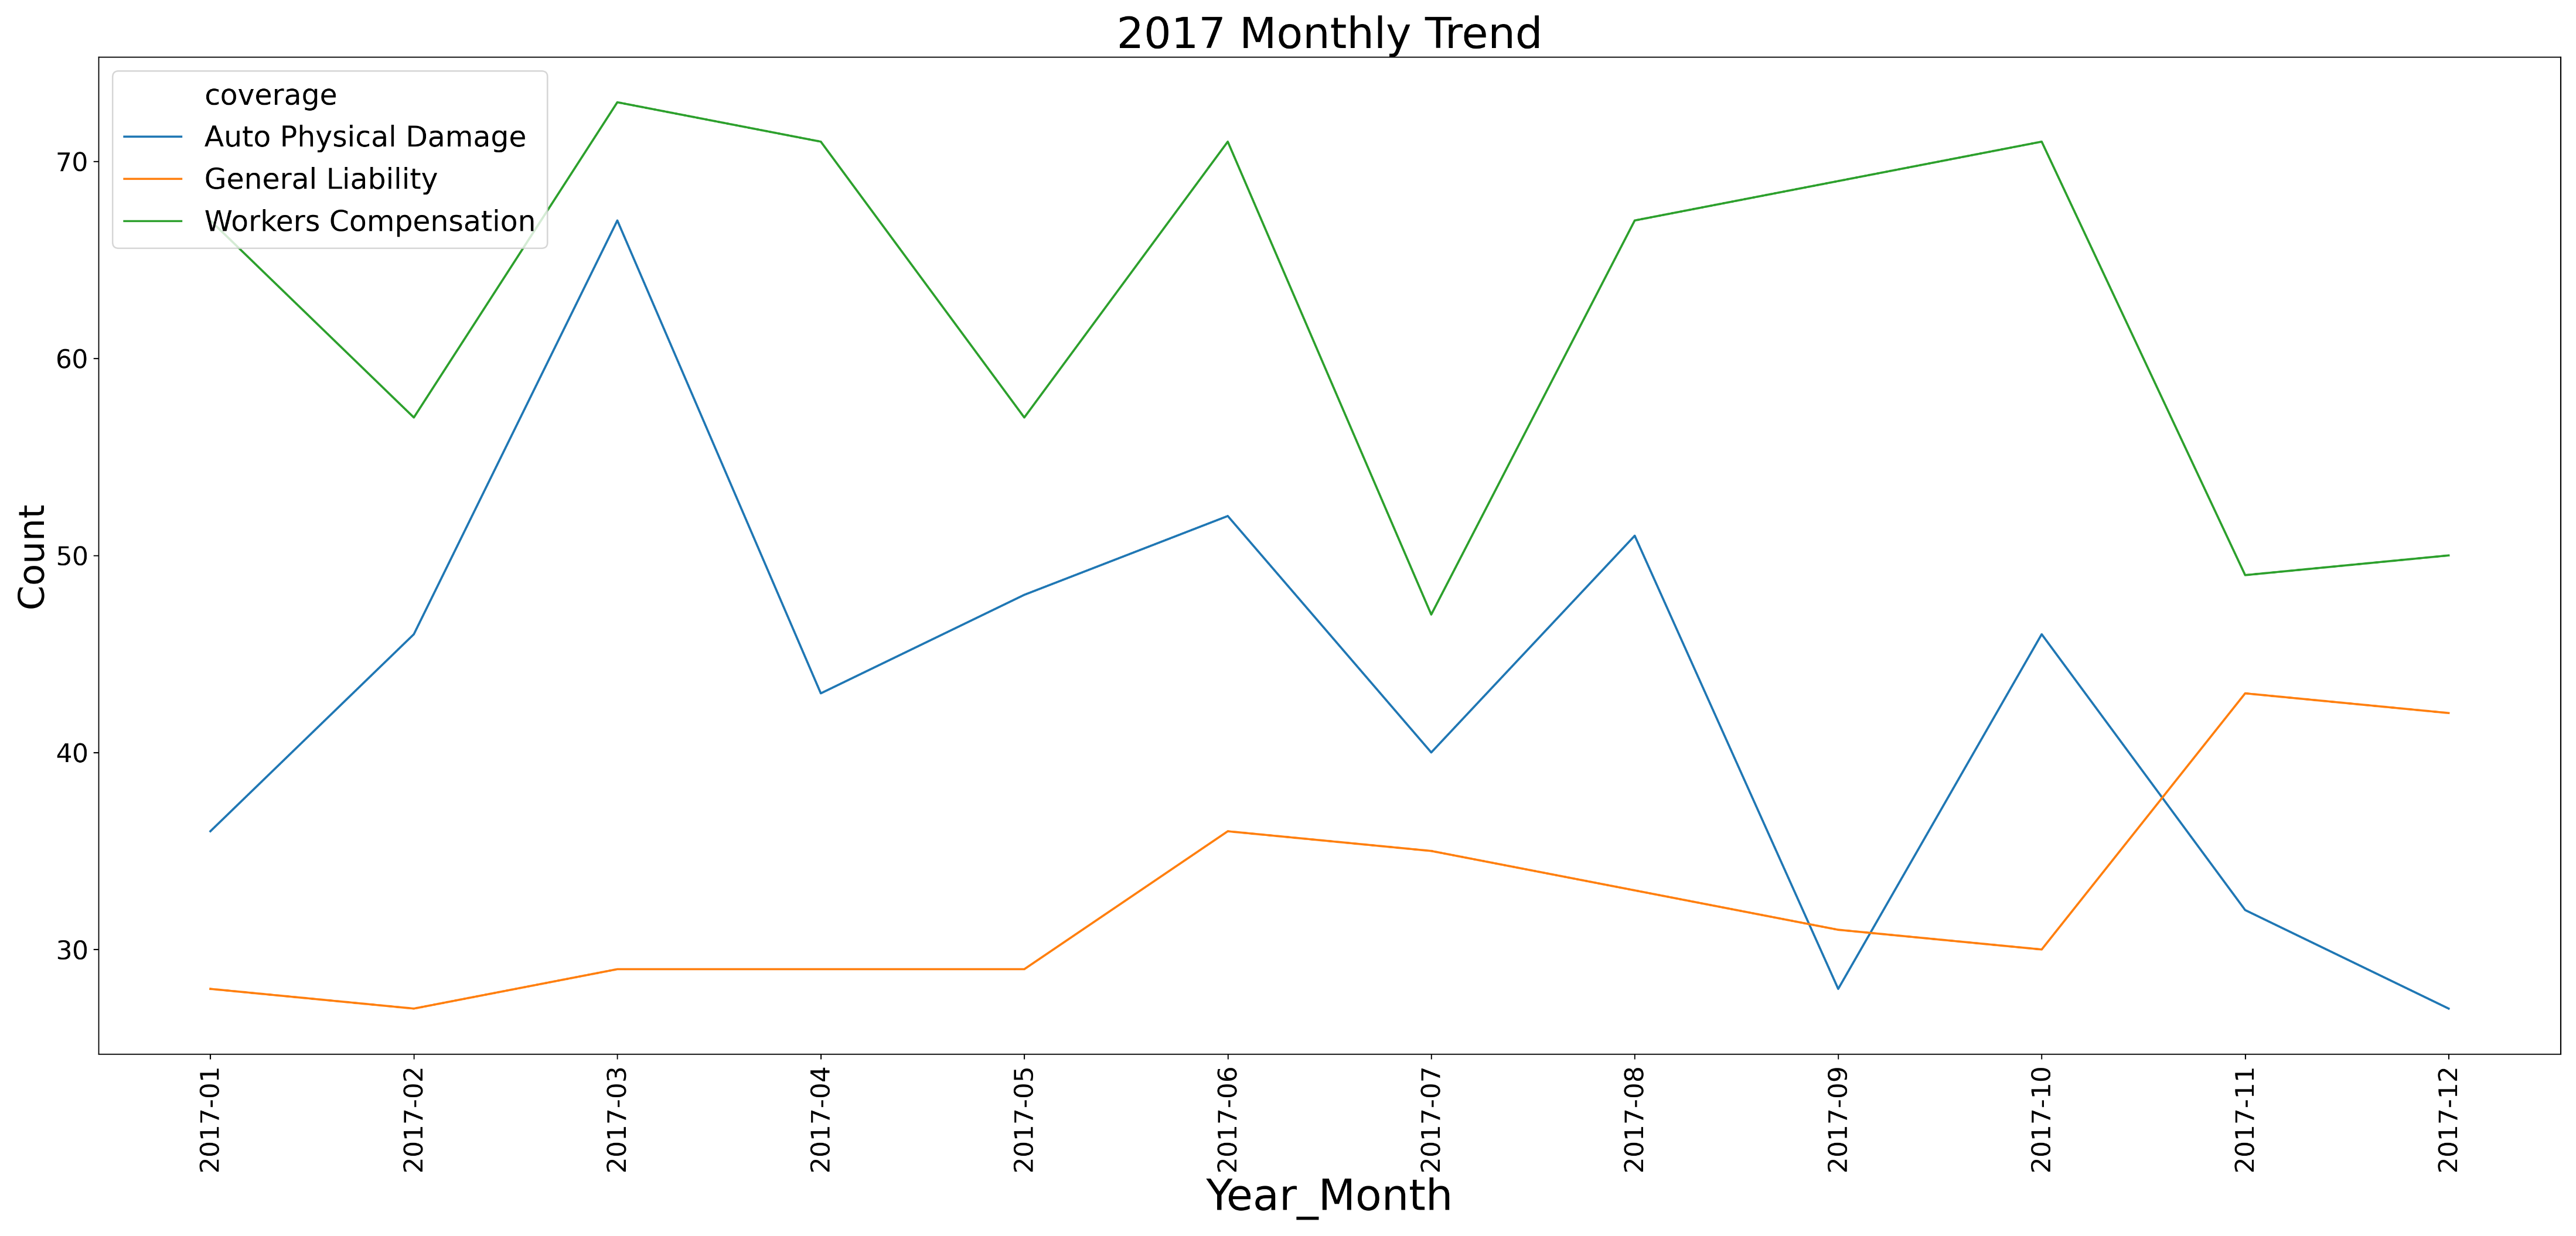 2017 Monthly Trend
coverage
Auto Physical Damage
General Liability
Workers Compensation
70
60
50
40
30
Count
2017-01
2017-02
2017-03
2017-04
2017-05
2017-06
2017-07
2017-08
2017-09
2017-10
2017-11
2017-12
Year_Month